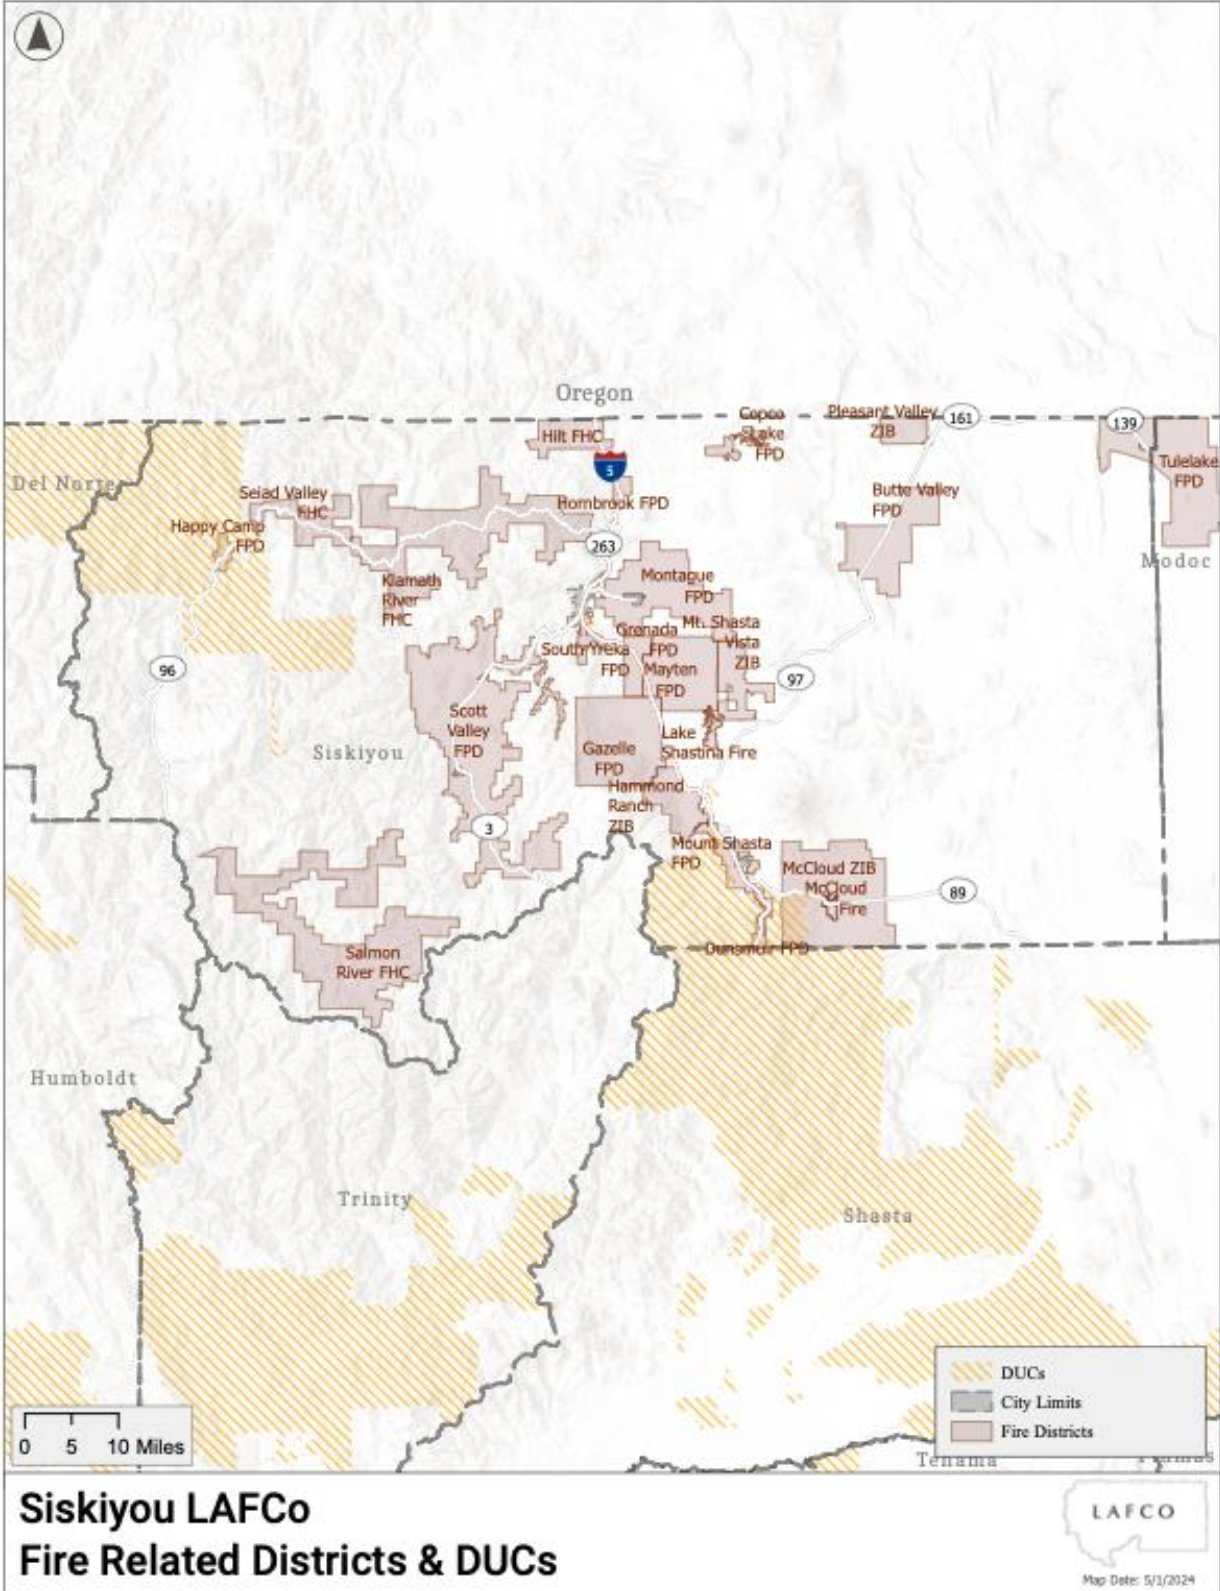 Oregon
Del Norte
Hilt FHC
5
Copco
Lake
FPD
Pleasant Valley
ZIB
161
139
Tulelake
FPD
Seiad Valley
FHC
Happy Camp
FPD
Hornbrook FPD
Butte Valley
FPD
263
Modoc
Klamath
River
FHC
Montague
FPD
Grenada
FPD
Mt. Shasta
Vista
ZIB
South Yreka
FPD
Mayten
FPD
96
97
Scott
Valley
FPD
Siskiyou
Gazelle
FPD
Lake
Shastina Fire
Hammond
Ranch
ZIB
3
Mount Shasta
FPD
McCloud ZIB
McCloud
Fire
89
Dunsmuir FPD
Salmon
River FHC
Humboldt
Trinity
Shasta
DUCs
City Limits
Fire Districts
0 5 10 Miles
Tehama
Plumas
Siskiyou LAFCo
Fire Related Districts & DUCs
LAFCO
Map Date: 5/1/2024